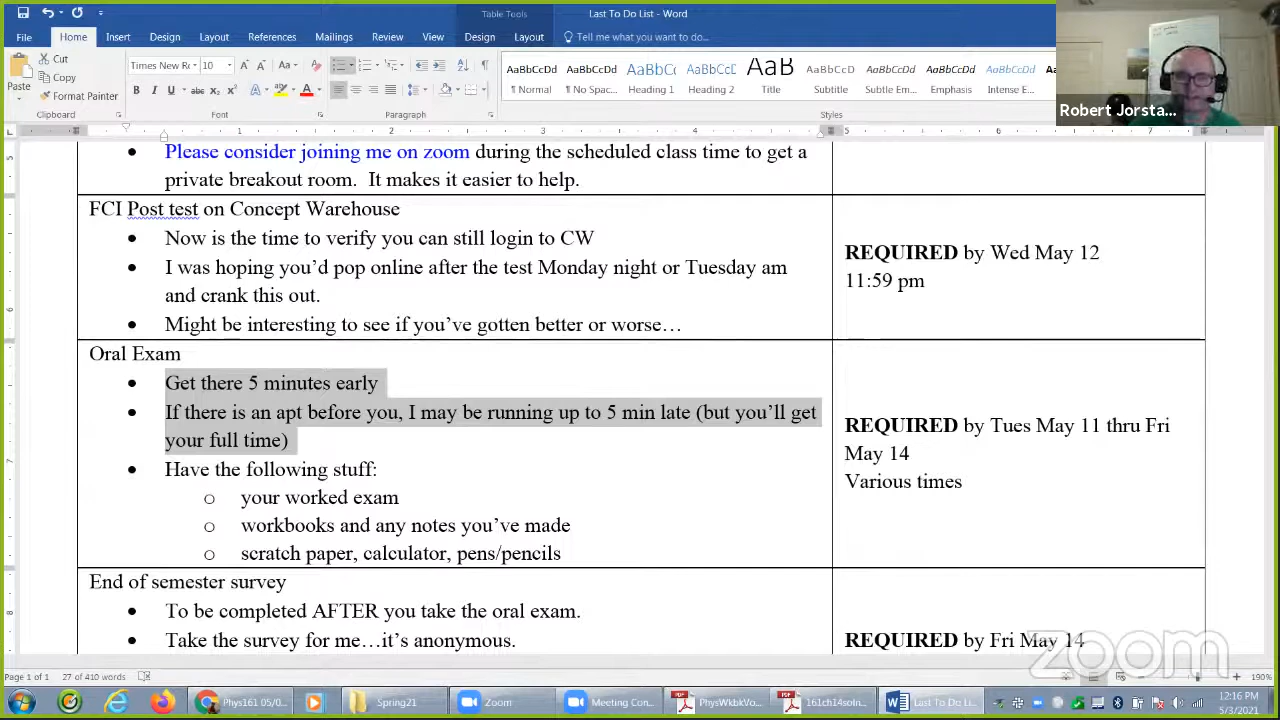 Table Tools
Last To Do List - Word
File
Home
Insert
Design
Layout
References
Mailings
Review
View
Design
Layout
Tell me what you want to do...
Paste
Cut
Copy
Format Painter
Clipboard
Times New Ro
10
Font
Paragraph
AaBbCcDd
¶ Normal
AaBbCcDd
¶ No Spac...
AaBbCc
Heading 1
AaBbCcE
Heading 2
AaB
Title
AaBbCcD
Subtitle
AaBbCcDd
Subtle Em...
AaBbCcDd
Emphasis
AaBbCcDd
Intense E...
Styles
Robert Jorsta...
Please consider joining me on zoom during the scheduled class time to get a
private breakout room. It makes it easier to help.
FCI Post test on Concept Warehouse
• Now is the time to verify you can still login to CW
• I was hoping you'd pop online after the test Monday night or Tuesday am
and crank this out.
• Might be interesting to see if you've gotten better or worse…
REQUIRED by Wed May 12
11:59 pm
Oral Exam
• Get there 5 minutes early
• If there is an apt before you, I may be running up to 5 min late (but you'll get
your full time)
• Have the following stuff:
o your worked exam
o workbooks and any notes you've made
o scratch paper, calculator, pens/pencils
REQUIRED by Tues May 11 thru Fri
May 14
Various times
End of semester survey
• To be completed AFTER you take the oral exam.
• Take the survey for me…it's anonymous.
REQUIRED by Fri May 14
zoom
Page 1 of 1
27 of 410 words
190%
Phys161 05/0...
Spring21
Zoom
Meeting Con...
PhysWkbkVo...
161ch14soln...
Last To Do Li...
12:16 PM
5/3/2021